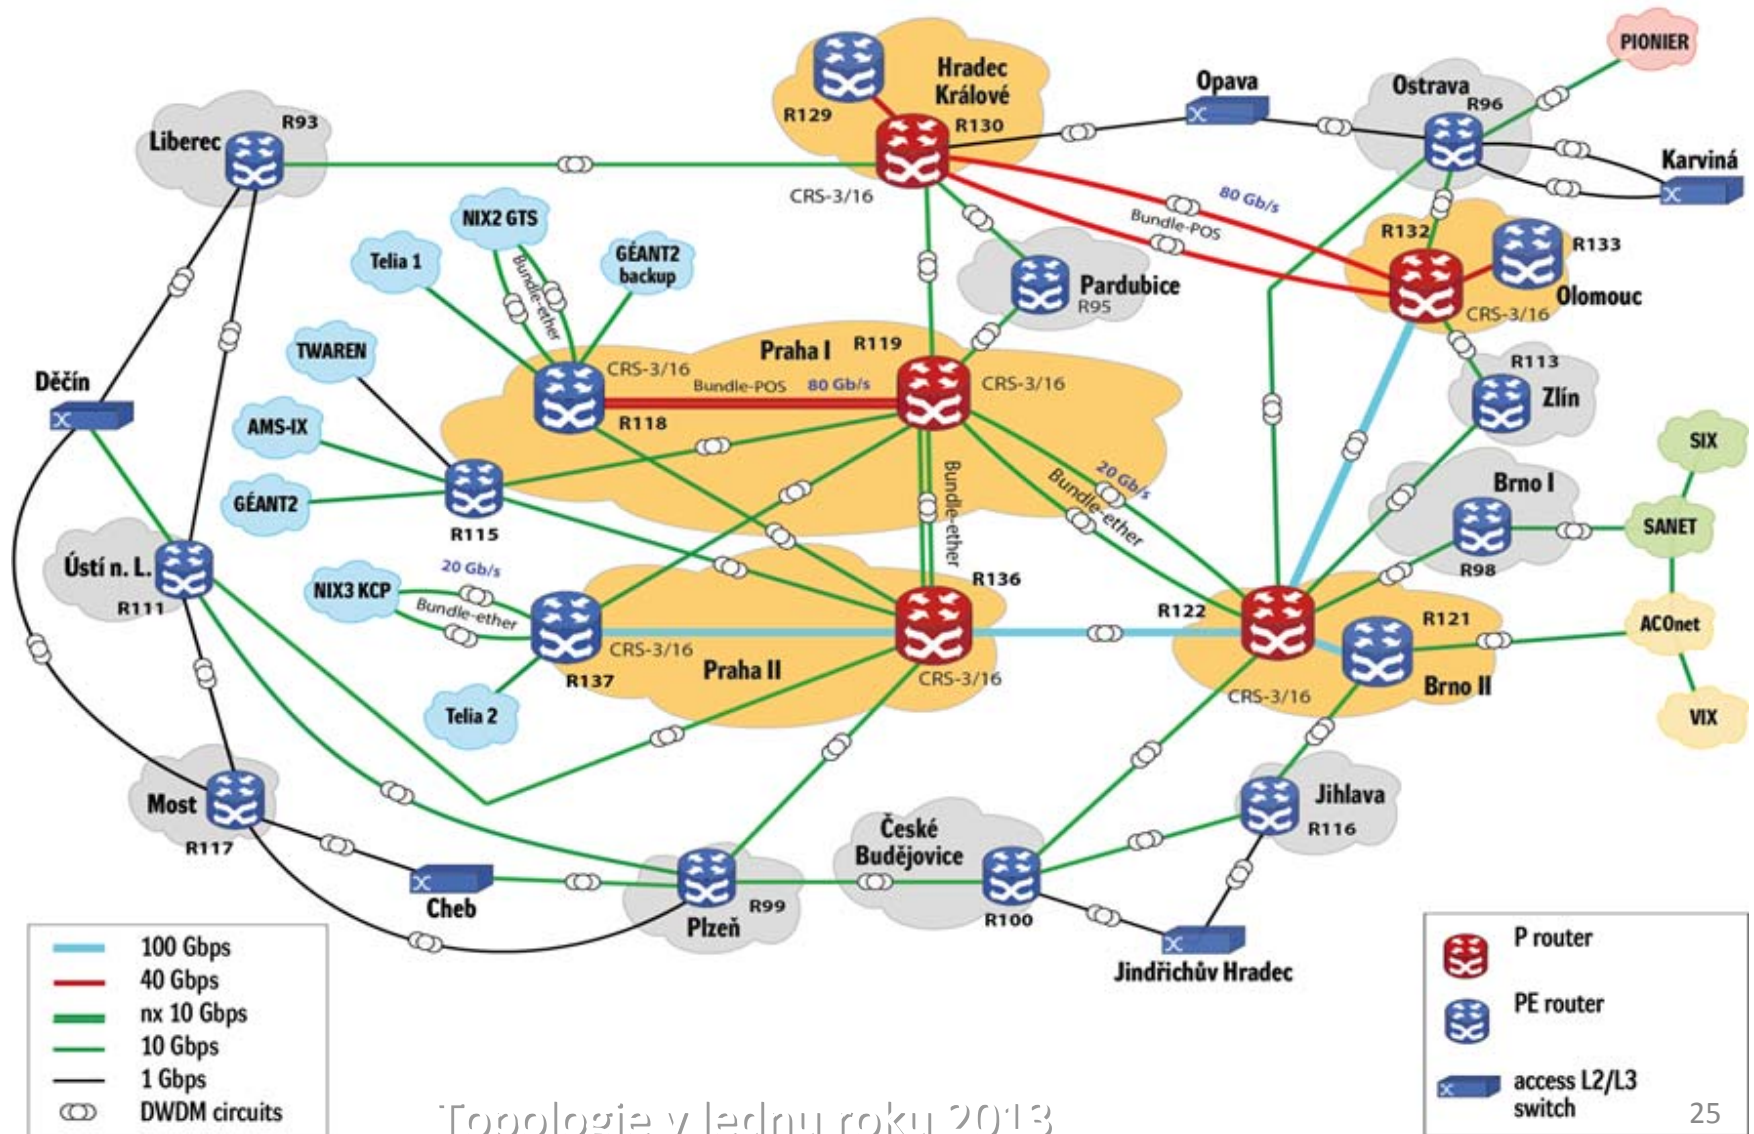 PIONIER
Hradec
Králové
R129
R130
CRS-3/16
Opava
Ostrava
R96
Karviná
Liberec
R93
NIX2 GTS
Telia 1
GÉANT2
backup
Bundle-ether
80 Gb/s
Bundle-POS
R132
R133
Olomouc
CRS-3/16
Pardubice
R95
TWAREN
Praha I
R119
CRS-3/16
CRS-3/16
Bundle-POS
80 Gb/s
R118
R113
Zlín
Děčín
AMS-IX
GÉANT2
R115
Bundle-ether
20 Gb/s
Bundle-ether
SIX
Brno I
SANET
R98
Ústí n. L.
R111
NIX3 KCP
20 Gb/s
Bundle-ether
R136
R122
R121
ACOnet
CRS-3/16
R137
Praha II
CRS-3/16
CRS-3/16
Brno II
Telia 2
VIX
Most
R117
Jihlava
R116
České
Budějovice
R100
Cheb
Plzeň
R99
Jindřichův Hradec
100 Gbps
40 Gbps
nx 10 Gbps
10 Gbps
1 Gbps
DWDM circuits
P router
PE router
access L2/L3
switch
Topologie v lednu roku 2013
25